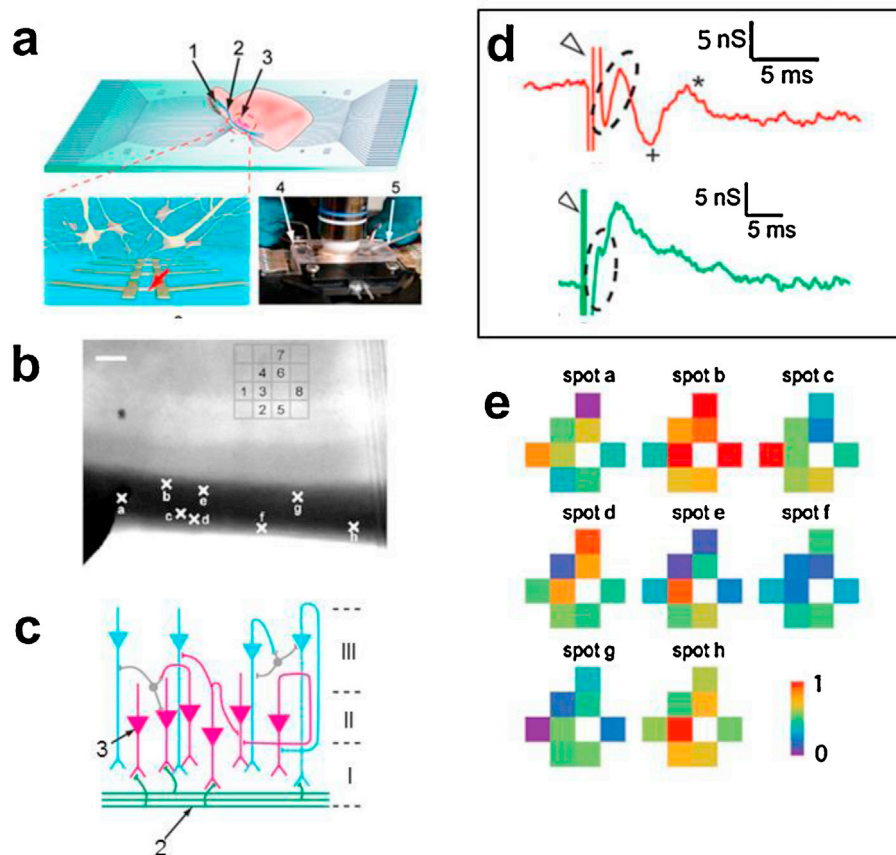 a
1
2
3
4
5
b
7
4 6
1 3 8
2 5
b
e
g
a
c
d
f
h
c
III
II
I
3
2
d
5 nS
5 ms
*
+
5 nS
5 ms
e
spot a
spot b
spot c
spot d
spot e
spot f
spot g
spot h
1
0